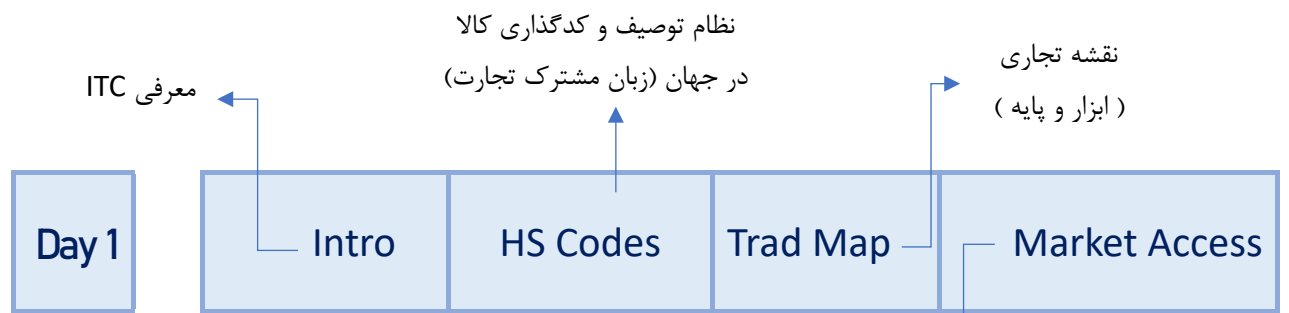 نظام توصیف و کدگذاری کالا
در جهان (زبان مشترک تجارت)
نقشه تجاری
( ابزار و پایه )
معرفی ITC
Day 1
Intro
HS Codes
Trad Map
Market Access